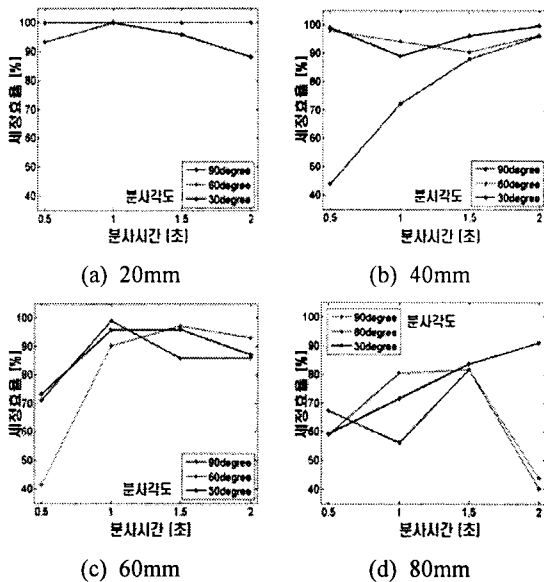 100
90
80
70
60
50
40
세정효율 [%]
90degree
60degree
30degree
분사각도
0.5 1 1.5 2
분사시간 [초]
(a) 20mm
100
90
80
70
60
50
40
세정효율 [%]
90degree
60degree
30degree
분사각도
0.5 1 1.5 2
분사시간 [초]
(b) 40mm
100
90
80
70
60
50
40
세정효율 [%]
90degree
60degree
30degree
분사각도
0.5 1 1.5 2
분사시간 [초]
(c) 60mm
100
90
80
70
60
50
40
세정효율 [%]
90degree
60degree
30degree
분사각도
0.5 1 1.5 2
분사시간 [초]
(d) 80mm